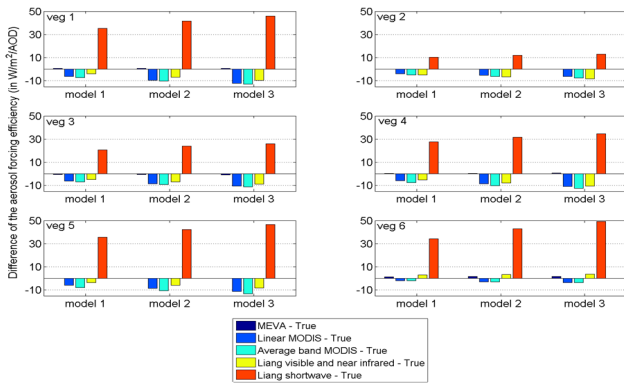 Difference of the aerosol forcing efficiency (in W/m²/AOD)
veg 1
50
30
10
-10
model 1 model 2 model 3
veg 2
50
30
10
-10
model 1 model 2 model 3
veg 3
50
30
10
-10
model 1 model 2 model 3
veg 4
50
30
10
-10
model 1 model 2 model 3
veg 5
50
30
10
-10
model 1 model 2 model 3
veg 6
50
30
10
-10
model 1 model 2 model 3
MEVA - True
Linear MODIS - True
Average band MODIS - True
Liang visible and near infrared - True
Liang shortwave - True